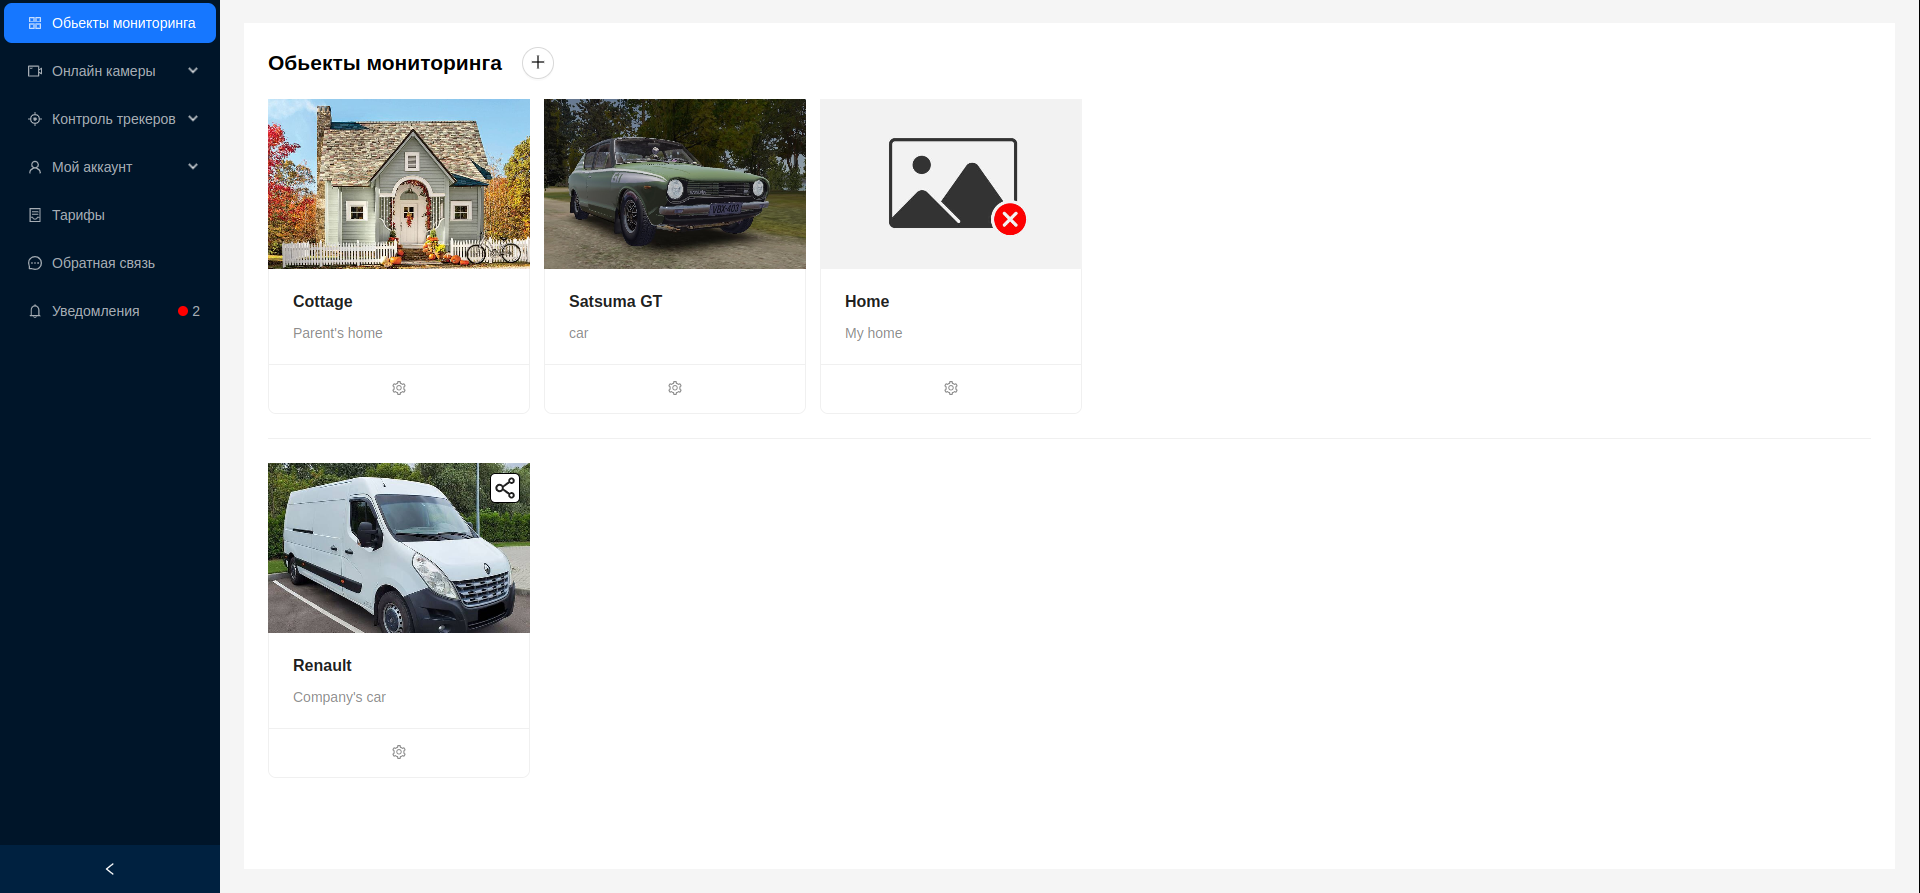 Обьекты мониторинга
Онлайн камеры
Контроль трекеров
Мой аккаунт
Тарифы
Обратная связь
Уведомления 2
Обьекты мониторинга
GT
Cottage
Parent's home
Satsuma GT
car
Home
My home
Renault
Company's car